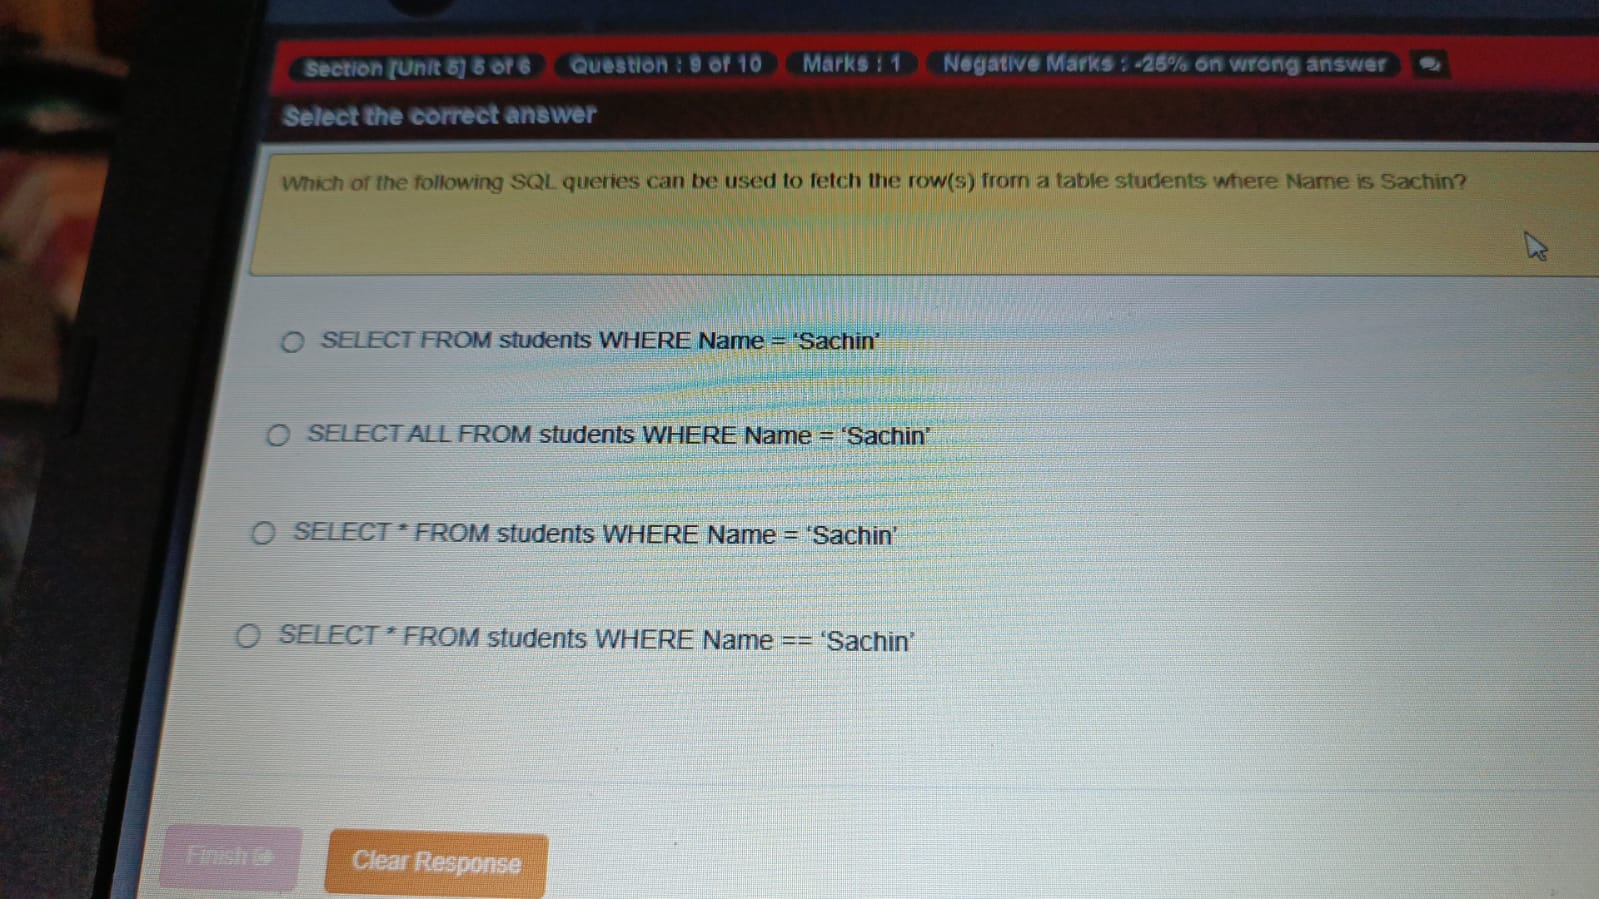 Section [Unit 5] 5 of 6 Question : 9 of 10 Marks : 1 Negative Marks : -25% on wrong answer
Select the correct answer
Which of the following SQL queries can be used to fetch the row(s) from a table students where Name is Sachin?
SELECT FROM students WHERE Name = ‘Sachin’
SELECT ALL FROM students WHERE Name = ‘Sachin’
SELECT * FROM students WHERE Name = ‘Sachin’
SELECT * FROM students WHERE Name == ‘Sachin’
Finish Clear Response